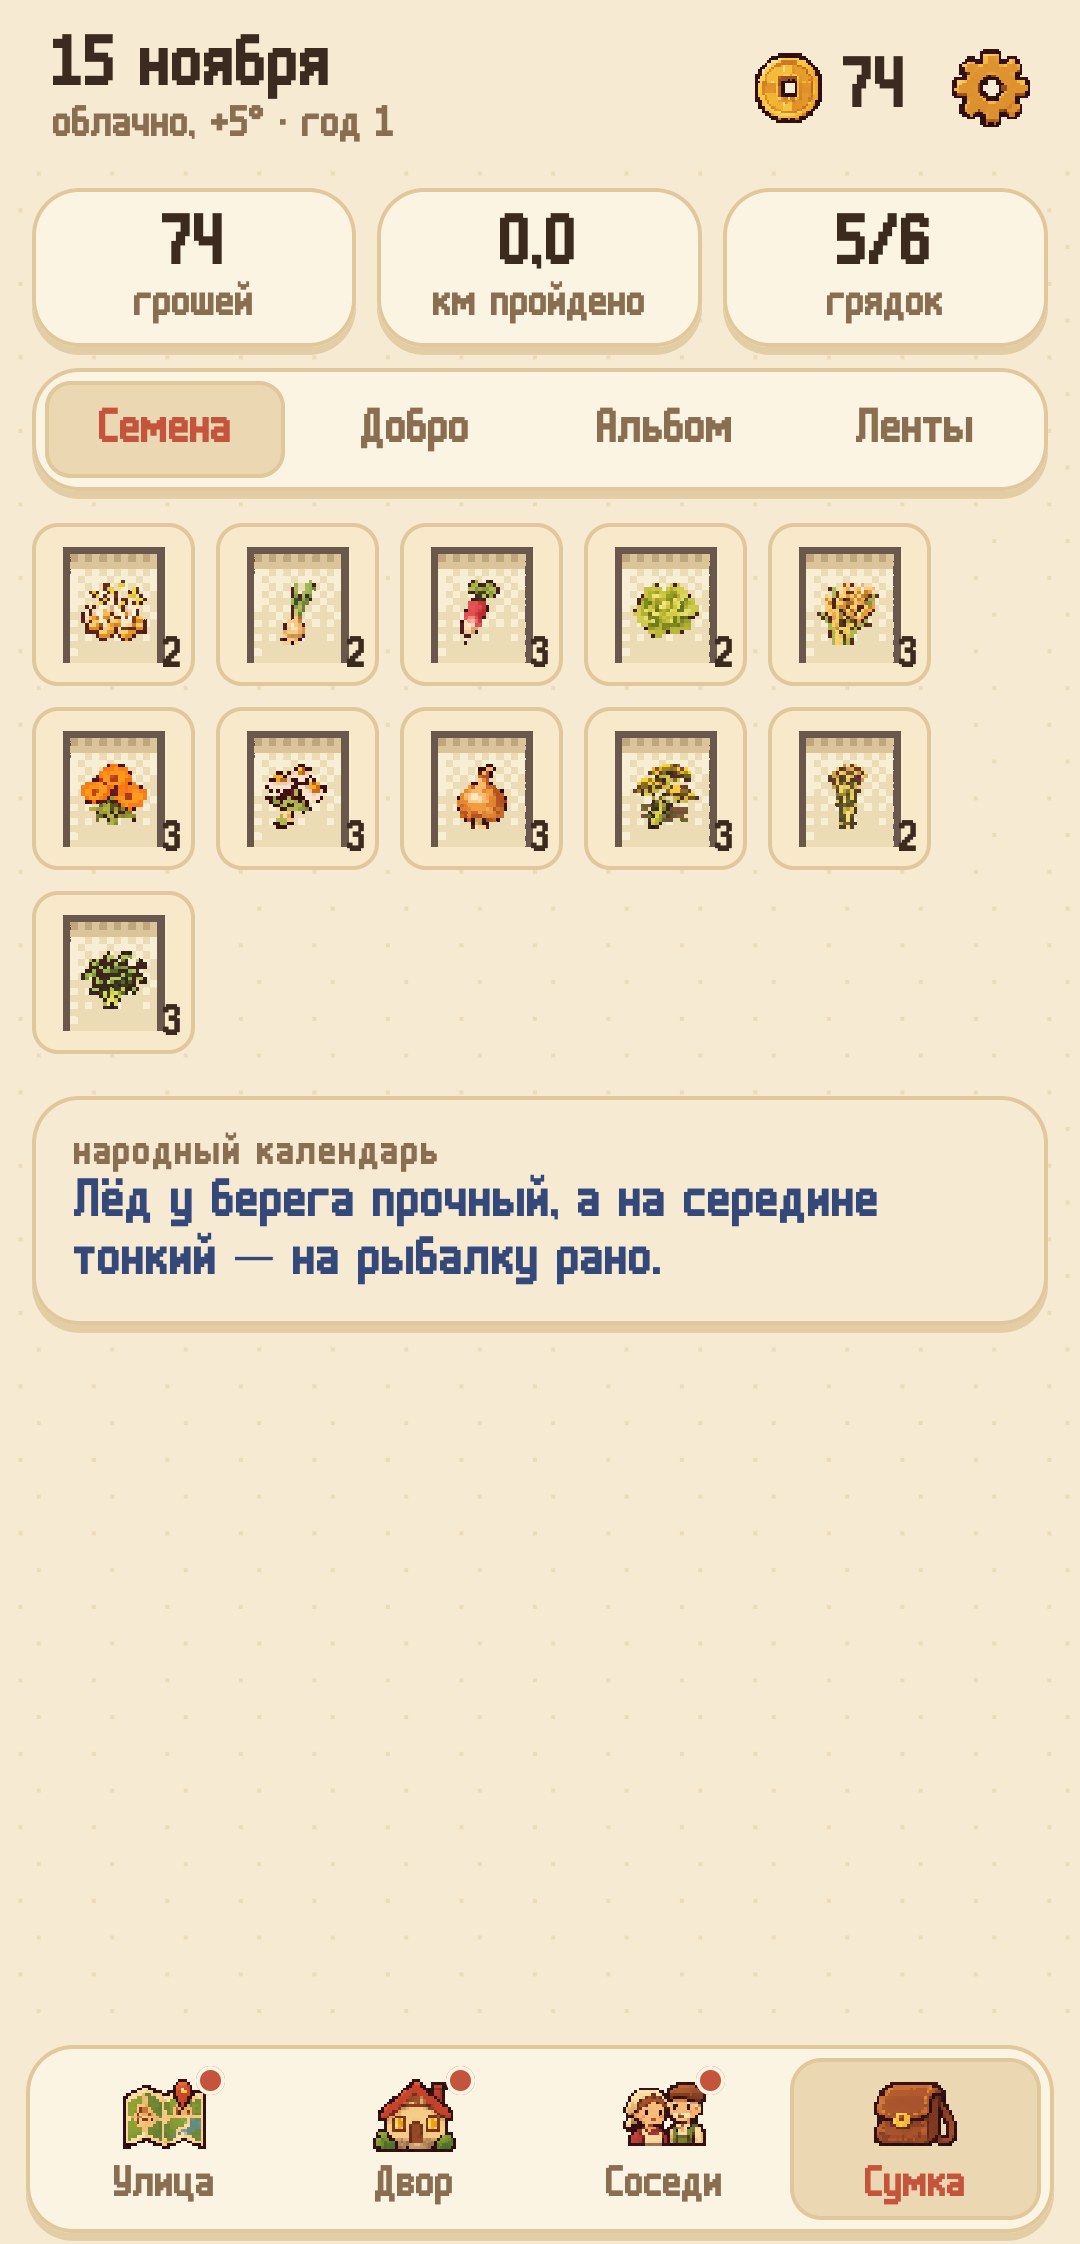 15 ноября
облачно, +5° · год 1
74
74
грошей
0,0
км пройдено
5/6
грядок
Семена
Добро
Альбом
Ленты
2
2
3
2
3
3
3
3
3
2
3
народный календарь
Лёд у берега прочный, а на середине
тонкий — на рыбалку рано.
Улица
Двор
Соседи
Сумка